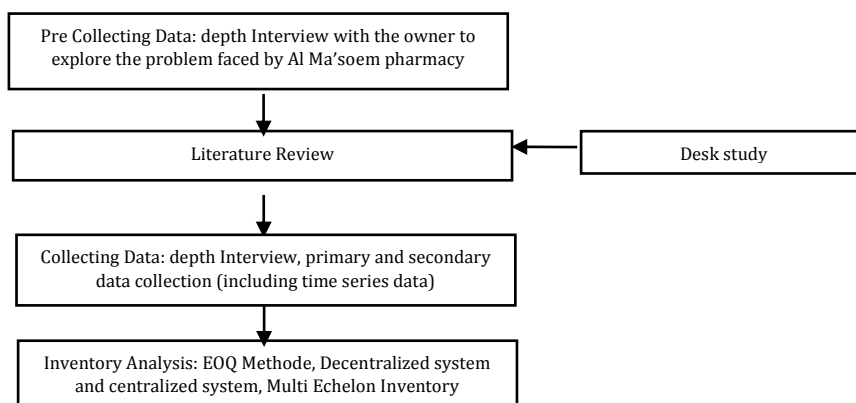 Pre Collecting Data: depth Interview with the owner to
explore the problem faced by Al Ma’soem pharmacy
Literature Review
Desk study
Collecting Data: depth Interview, primary and secondary
data collection (including time series data)
Inventory Analysis: EOQ Methode, Decentralized system
and centralized system, Multi Echelon Inventory